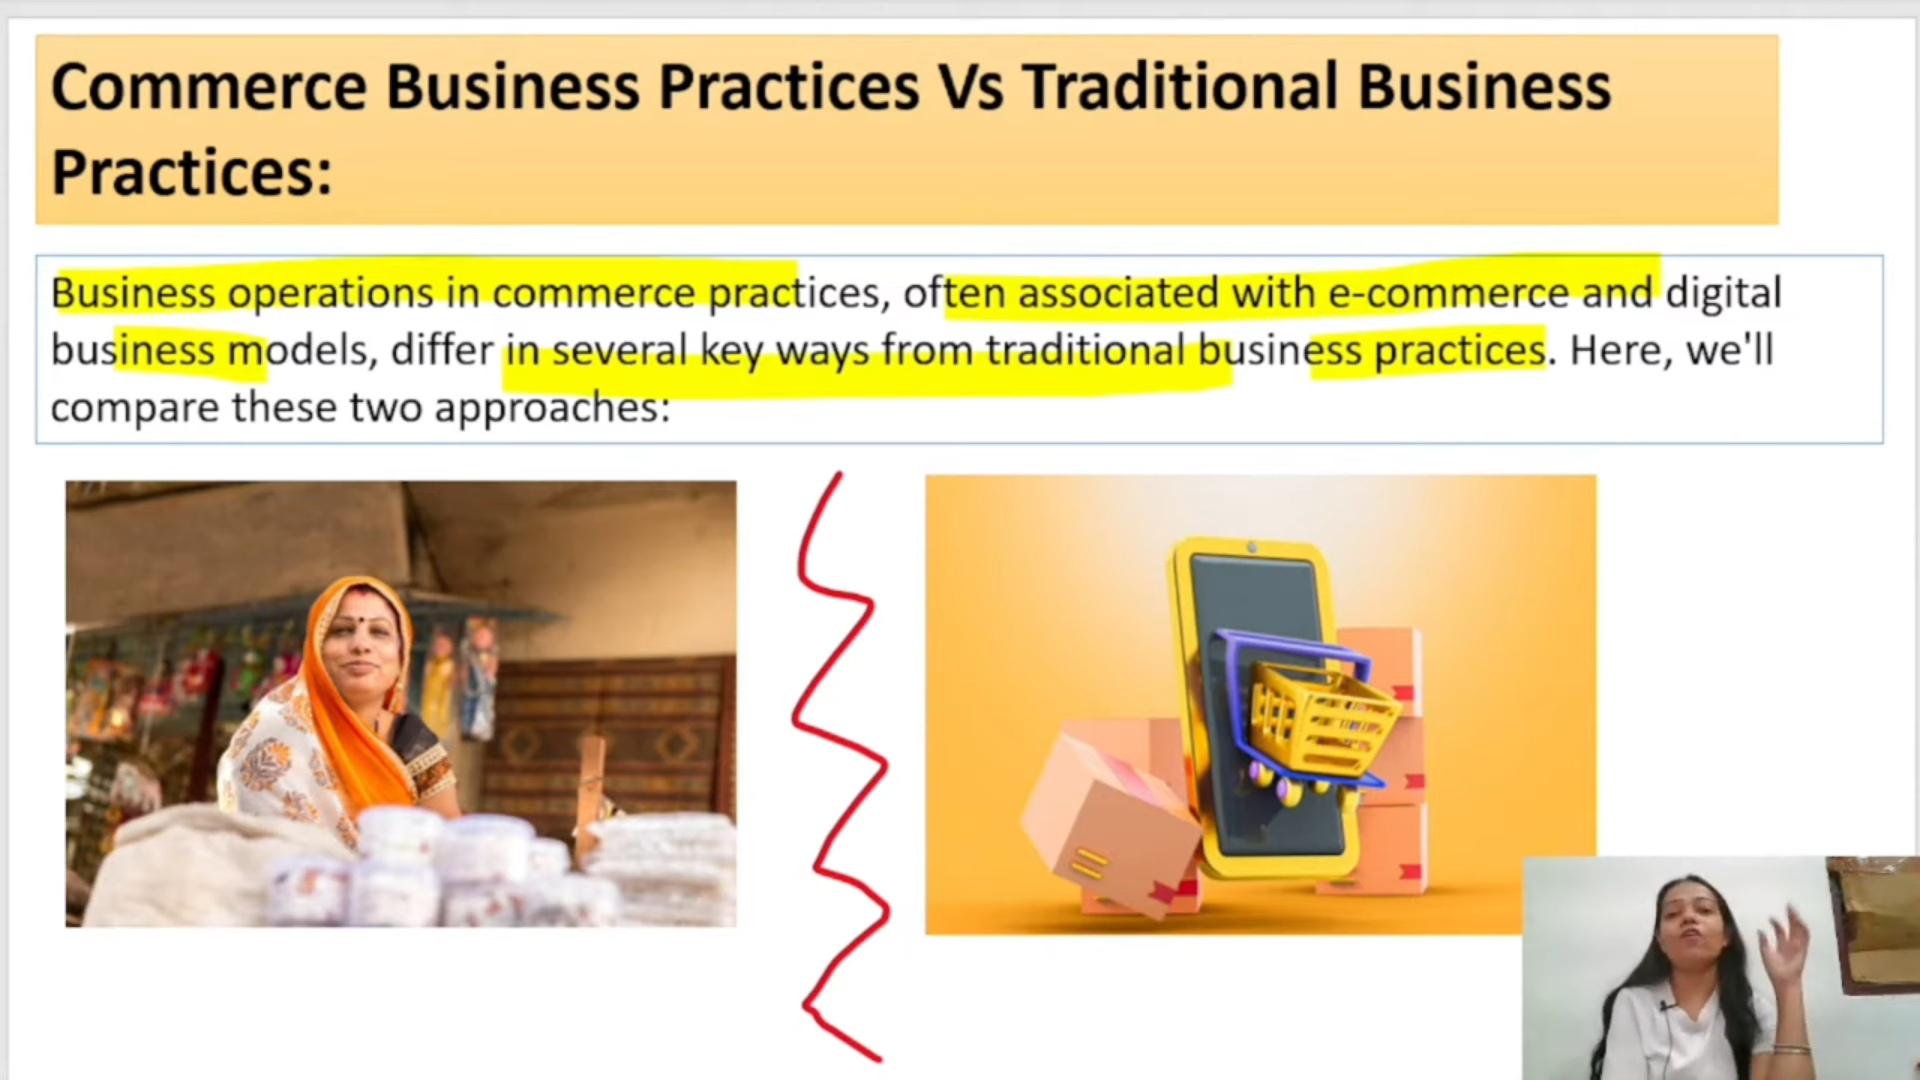 Commerce Business Practices Vs Traditional Business
Practices:
Business operations in commerce practices, often associated with e-commerce and digital
business models, differ in several key ways from traditional business practices. Here, we'll
compare these two approaches: